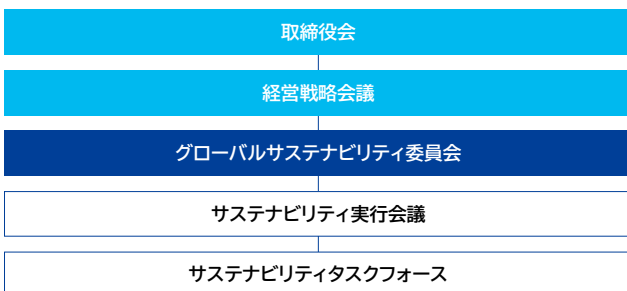 取締役会
経営戦略会議
グローバルサステナビリティ委員会
サステナビリティ実行会議
サステナビリティタスクフォース